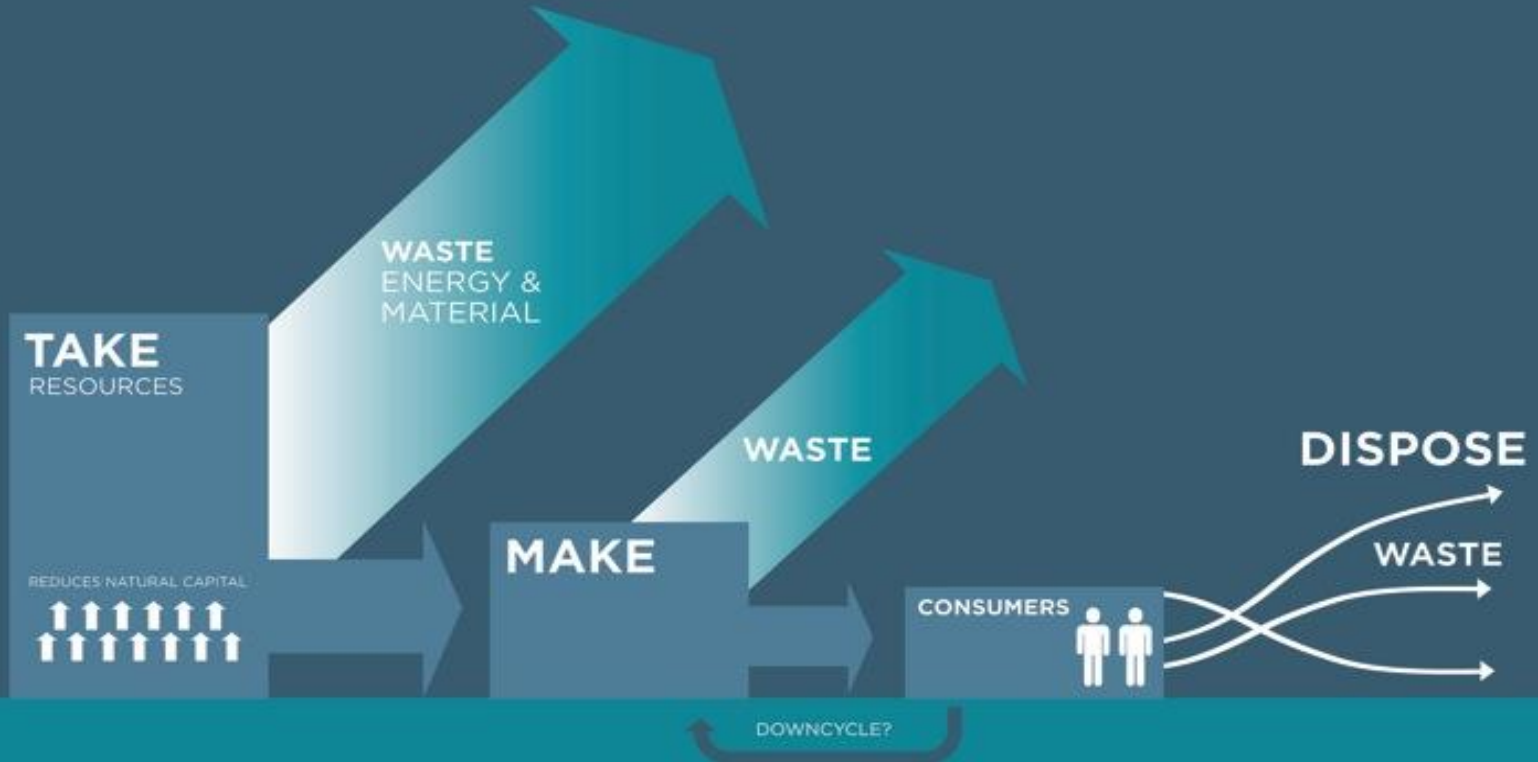 TAKE
RESOURCES
REDUCES NATURAL CAPITAL
WASTE
ENERGY &
MATERIAL
MAKE
WASTE
CONSUMERS
DISPOSE
WASTE
DOWNCYCLE?